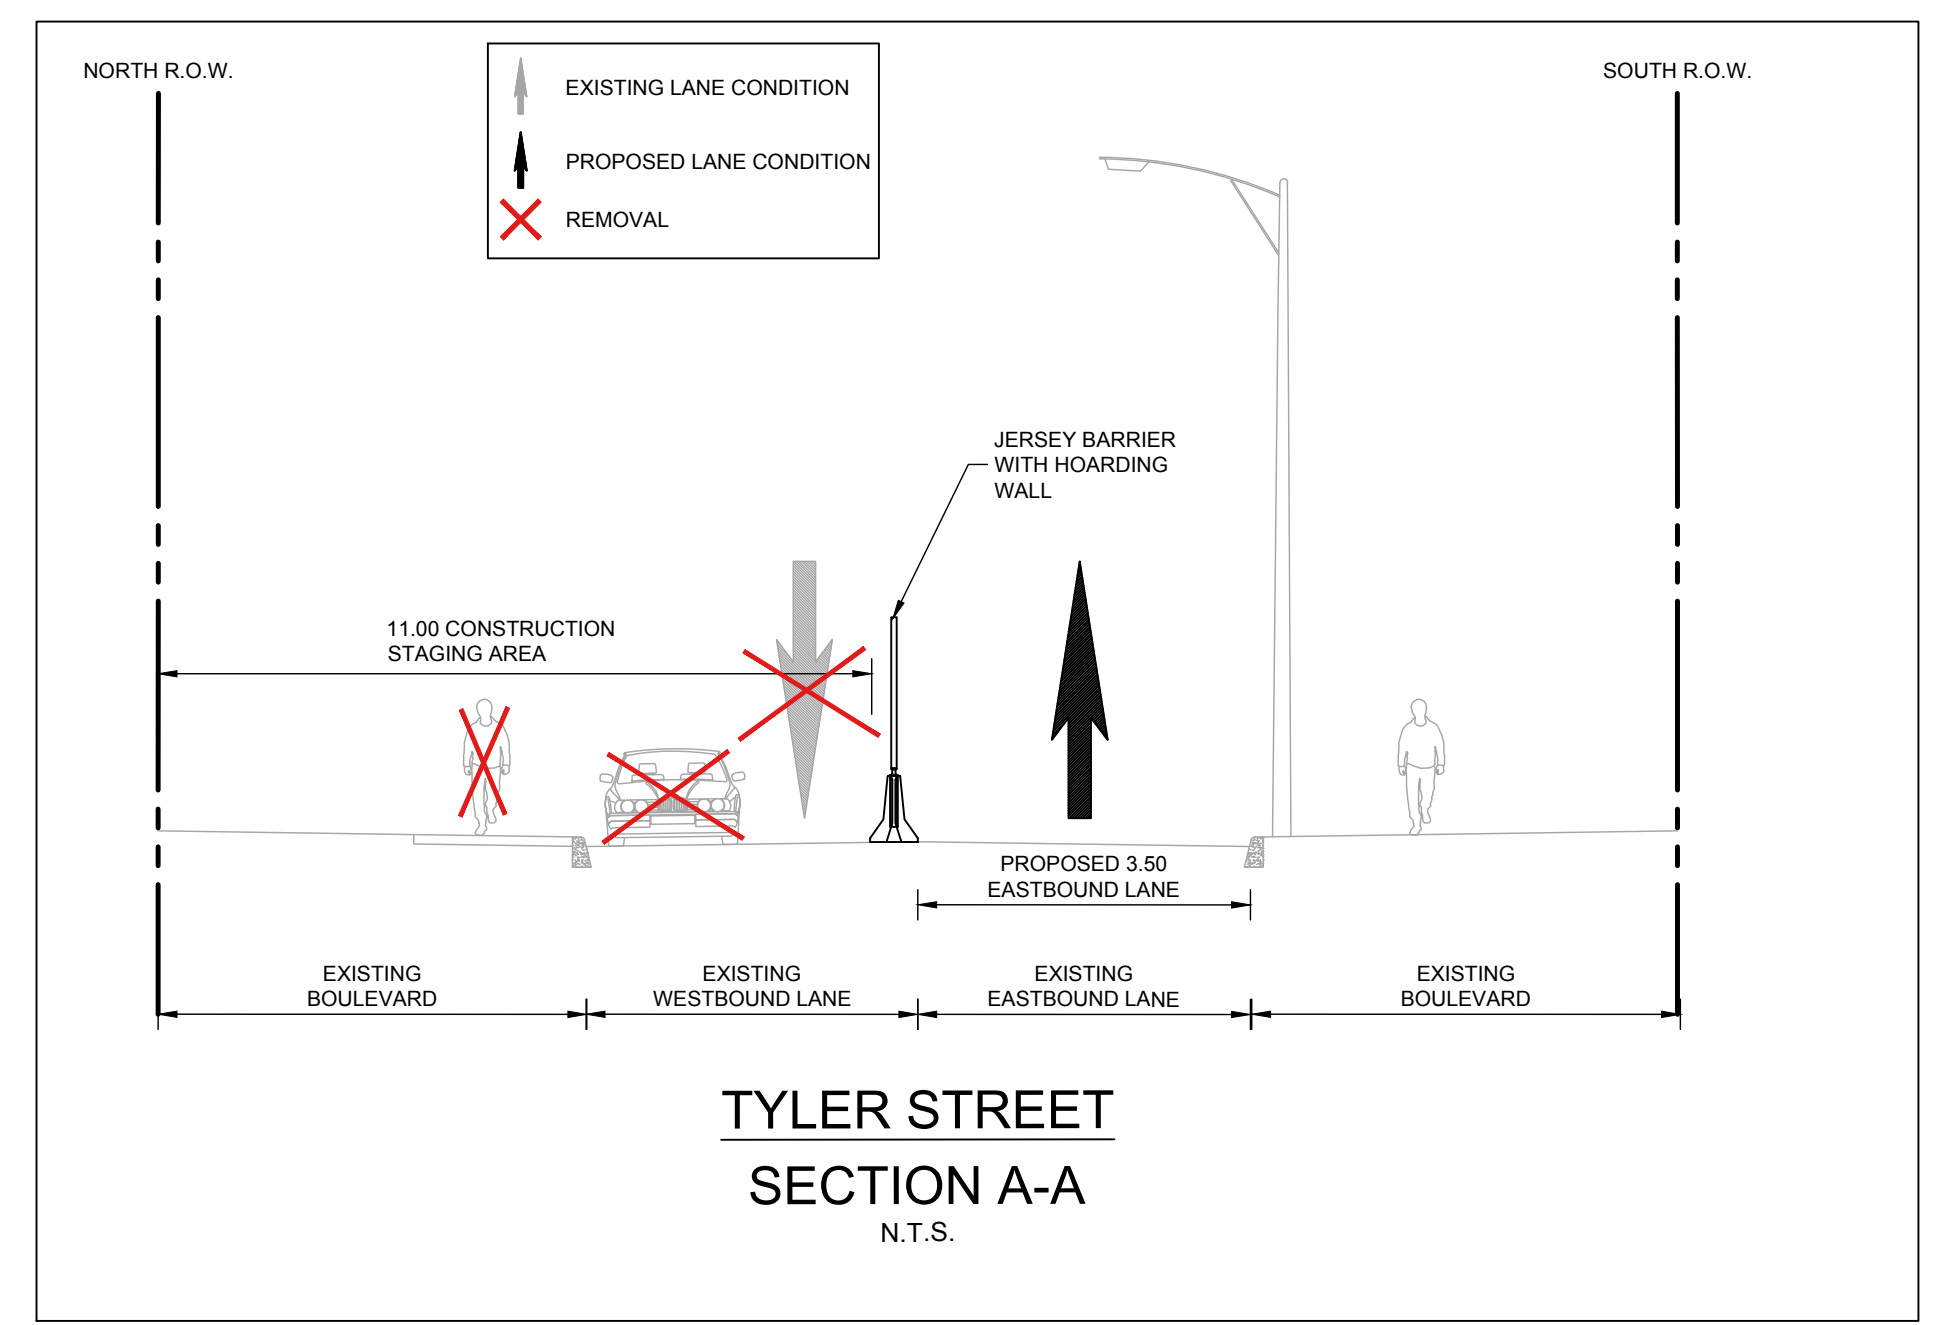 NORTH R.O.W.
SOUTH R.O.W.
EXISTING LANE CONDITION
PROPOSED LANE CONDITION
REMOVAL
JERSEY BARRIER
WITH HOARDING
WALL
11.00 CONSTRUCTION
STAGING AREA
PROPOSED 3.50
EASTBOUND LANE
EXISTING
BOULEVARD
EXISTING
WESTBOUND LANE
EXISTING
EASTBOUND LANE
EXISTING
BOULEVARD
TYLER STREET
SECTION A-A
N.T.S.